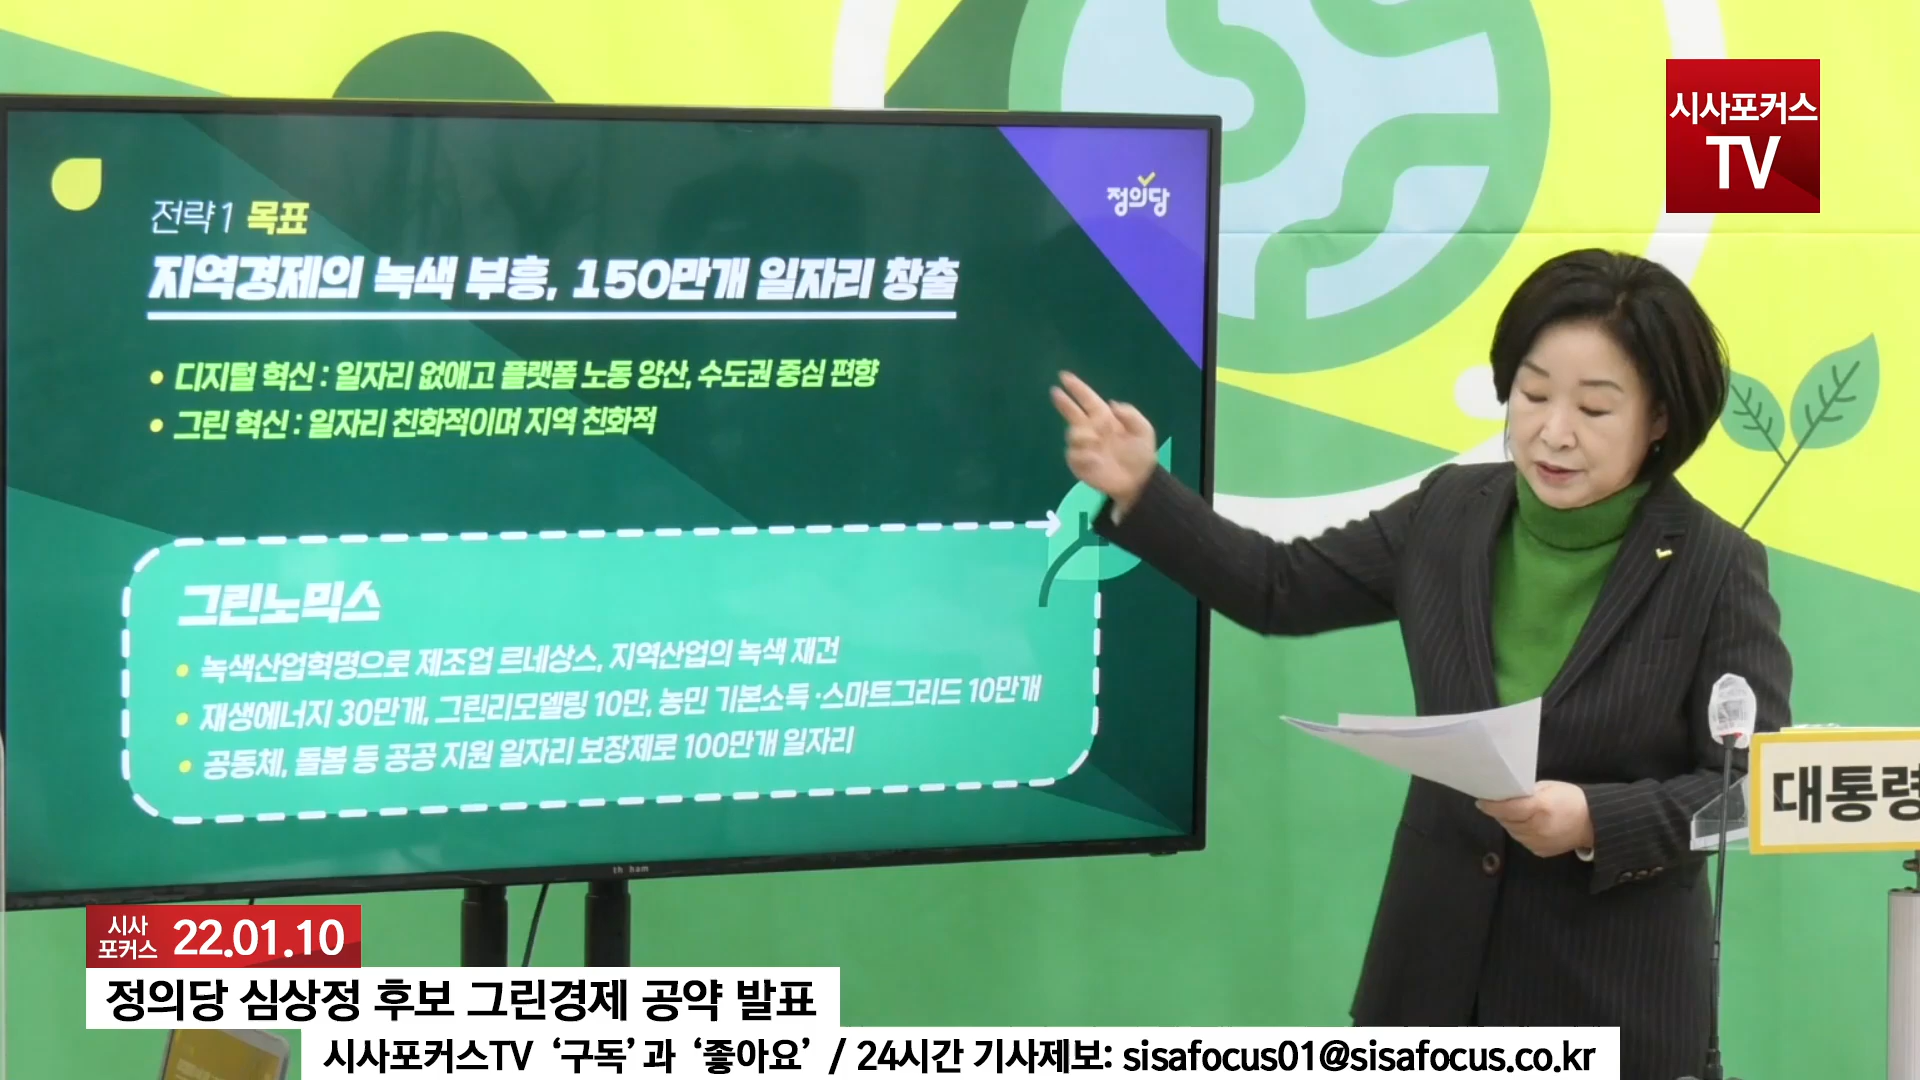 시사포커스
TV
정의당
전략1 목표
지역경제의 녹색 부흥, 150만개 일자리 창출
• 디지털 혁신 : 일자리 없애고 플랫폼 노동 양산, 수도권 중심 편향
• 그린 혁신 : 일자리 친화적이며 지역 친화적
그린노믹스
• 녹색산업혁명으로 제조업 르네상스, 지역산업의 녹색 재건
• 재생에너지 30만개, 그린리모델링 10만, 농민 기본소득·스마트그리드 10만개
• 공동체, 돌봄 등 공공 지원 일자리 보장제로 100만개 일자리
대통령
시사
포커스 22.01.10
정의당 심상정 후보 그린경제 공약 발표
시사포커스TV ‘구독’과 ‘좋아요’ / 24시간 기사제보: sisafocus01@sisafocus.co.kr